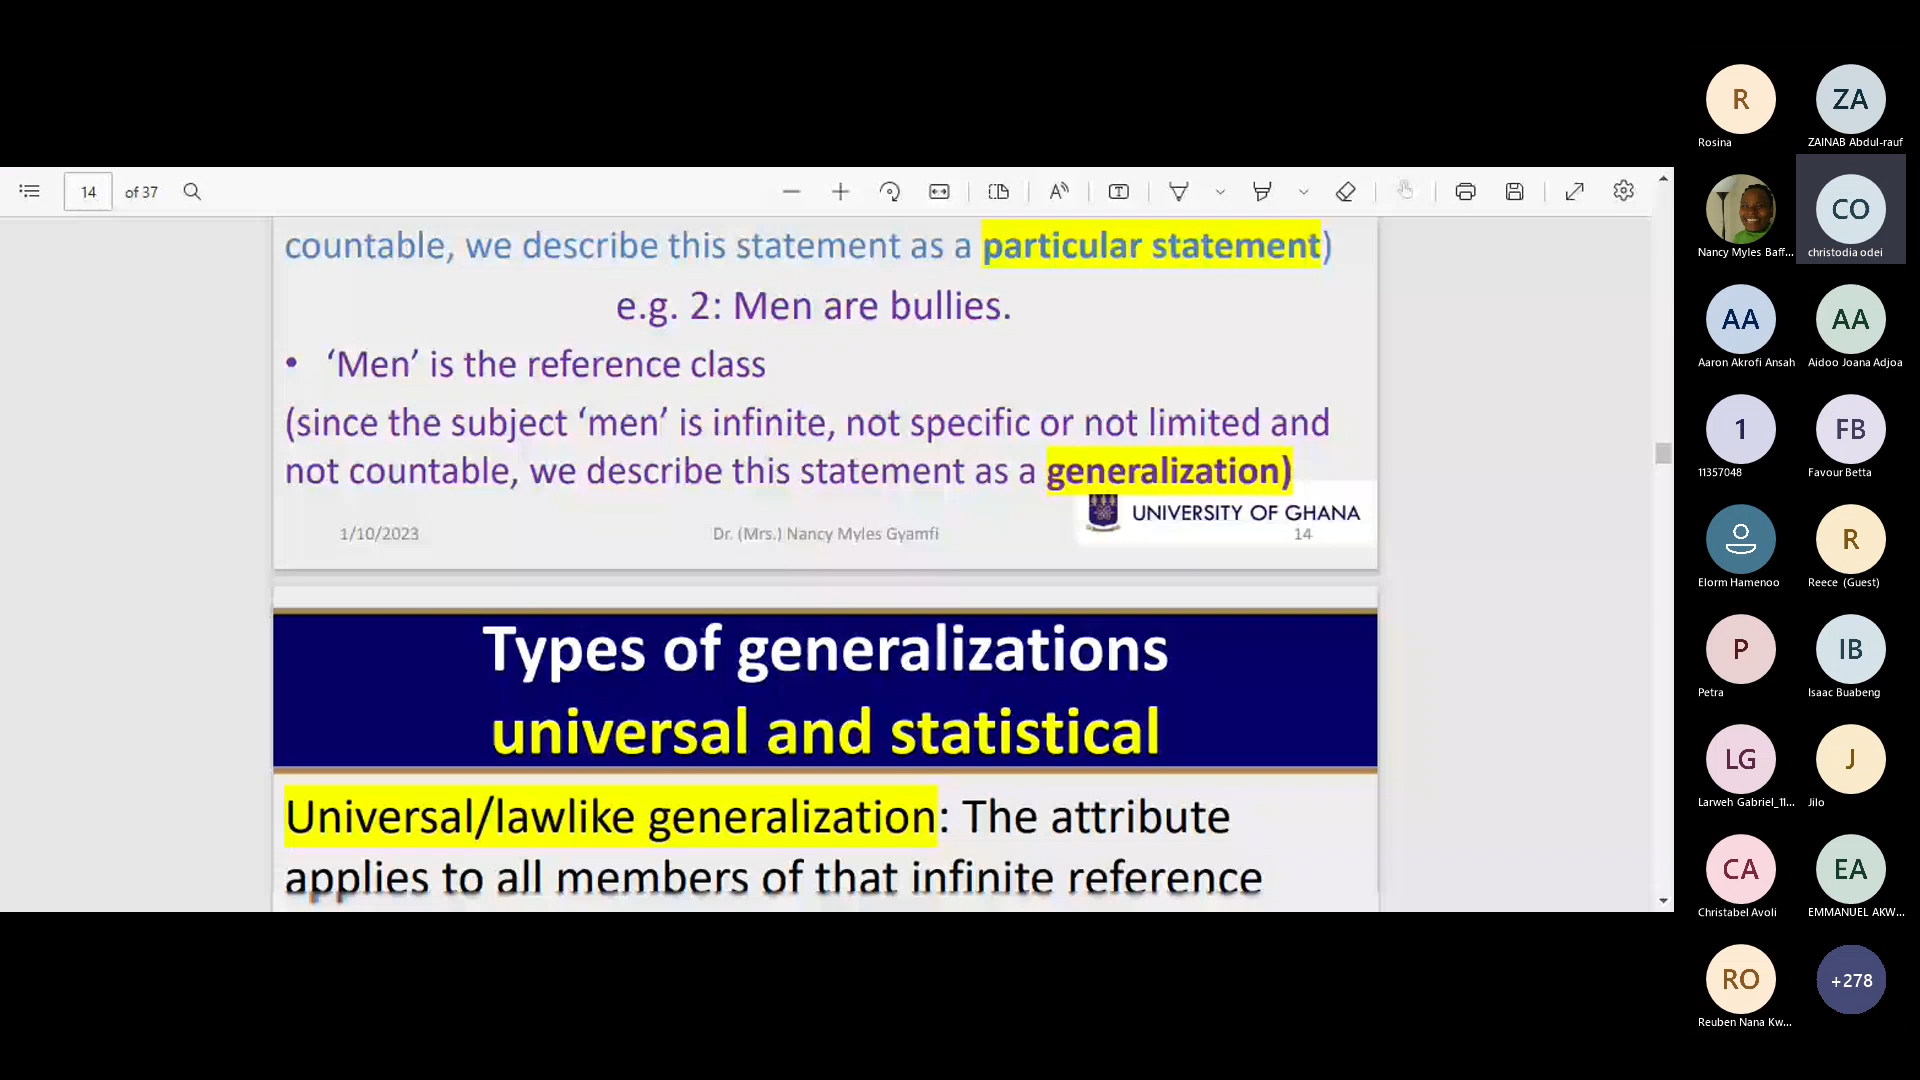 14 of 37
countable, we describe this statement as a particular statement)
e.g. 2: Men are bullies.
• ‘Men’ is the reference class
(since the subject ‘men’ is infinite, not specific or not limited and
not countable, we describe this statement as a generalization)
UNIVERSITY OF GHANA
1/10/2023 Dr. (Mrs.) Nancy Myles Gyamfi 14
Types of generalizations
universal and statistical
Universal/lawlike generalization: The attribute
applies to all members of that infinite reference
R ZA
Rosina ZAINAB Abdul-rauf
CO
Nancy Myles Baff... christodia odei
AA AA
Aaron Akrofi Ansah Aidoo Joana Adjoa
1 FB
11357048 Favour Betta
R
Elorm Hamenoo Reece (Guest)
P IB
Petra Isaac Buabeng
LG J
Larweh Gabriel_11... Jilo
CA EA
Christabel Avoli EMMANUEL AKW...
RO +278
Reuben Nana Kw...